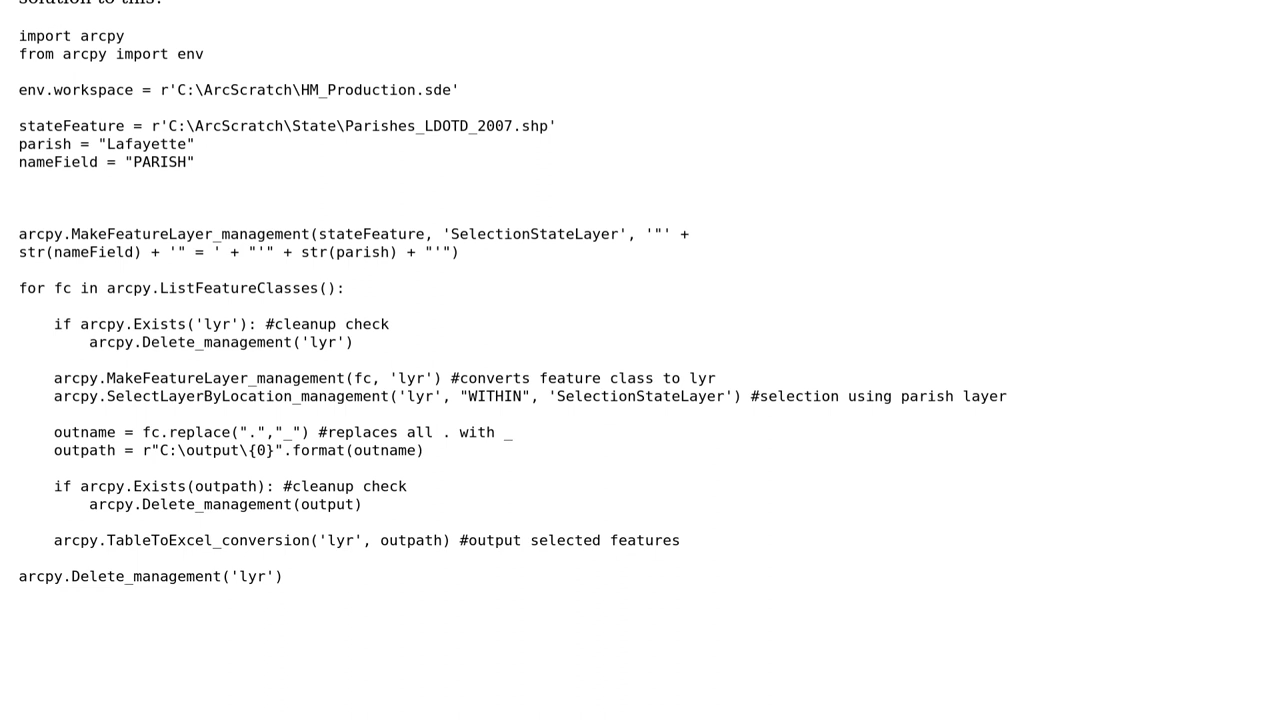 solution to this?
import arcpy
from arcpy import env
env.workspace = r'C:\ArcScratch\HM_Production.sde'
stateFeature = r'C:\ArcScratch\State\Parishes_LDOTD_2007.shp'
parish = "Lafayette"
nameField = "PARISH"
arcpy.MakeFeatureLayer_management(stateFeature, 'SelectionStateLayer', '"' +
str(nameField) + '" = ' + "'" + str(parish) + "'")
for fc in arcpy.ListFeatureClasses():
    if arcpy.Exists('lyr'): #cleanup check
        arcpy.Delete_management('lyr')
    arcpy.MakeFeatureLayer_management(fc, 'lyr') #converts feature class to lyr
    arcpy.SelectLayerByLocation_management('lyr', "WITHIN", 'SelectionStateLayer') #selection using parish layer
    outname = fc.replace(".","_") #replaces all . with _
    outpath = r"C:\output\{0}".format(outname)
    if arcpy.Exists(outpath): #cleanup check
        arcpy.Delete_management(output)
    arcpy.TableToExcel_conversion('lyr', outpath) #output selected features
arcpy.Delete_management('lyr')